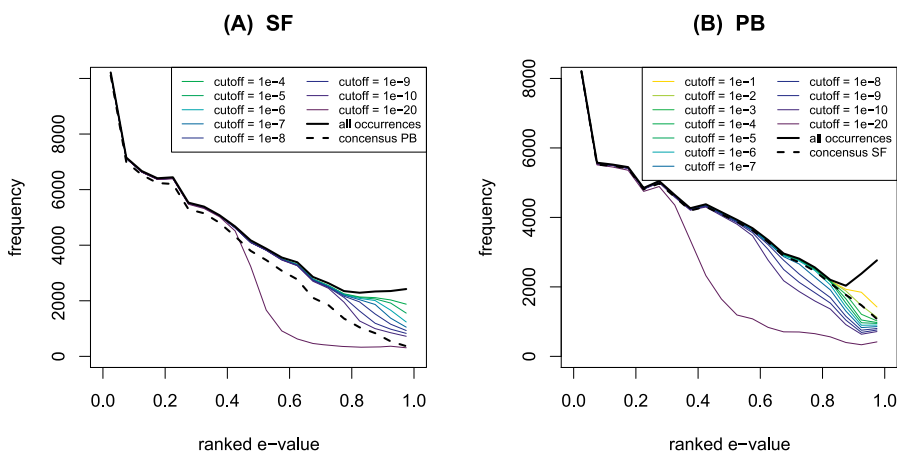 (A) SF
cutoff = 1e−4
cutoff = 1e−5
cutoff = 1e−6
cutoff = 1e−7
cutoff = 1e−8
cutoff = 1e−9
cutoff = 1e−10
cutoff = 1e−20
all occurrences
concensus PB
frequency
0
2000
4000
6000
8000
0.0 0.2 0.4 0.6 0.8 1.0
ranked e−value
(B) PB
cutoff = 1e−1
cutoff = 1e−2
cutoff = 1e−3
cutoff = 1e−4
cutoff = 1e−5
cutoff = 1e−6
cutoff = 1e−7
cutoff = 1e−8
cutoff = 1e−9
cutoff = 1e−10
cutoff = 1e−20
all occurrences
concensus SF
frequency
0
2000
4000
6000
8000
0.0 0.2 0.4 0.6 0.8 1.0
ranked e−value